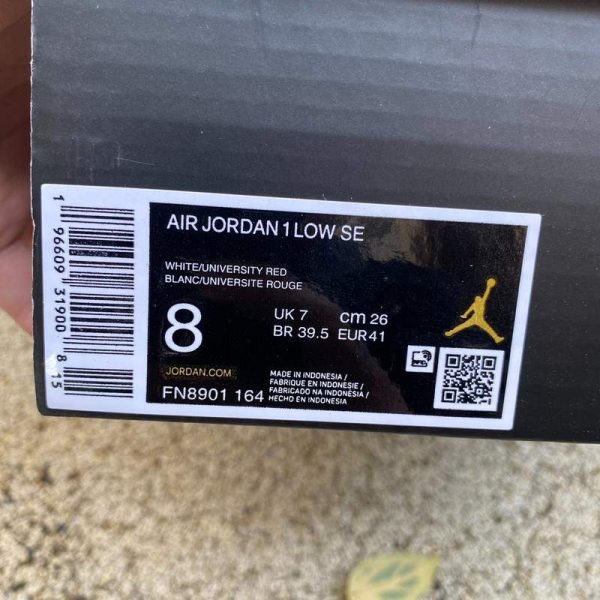 1 96609 31900 8 15
AIR JORDAN 1 LOW SE
WHITE/UNIVERSITY RED
BLANC/UNIVERSITE ROUGE
8
UK 7 cm 26
BR 39.5 EUR 41
JORDAN.COM
FN8901 164
MADE IN INDONESIA /
FABRIQUE EN INDONESIE /
FABRICADO NA INDONÉSIA /
HECHO EN INDONESIA